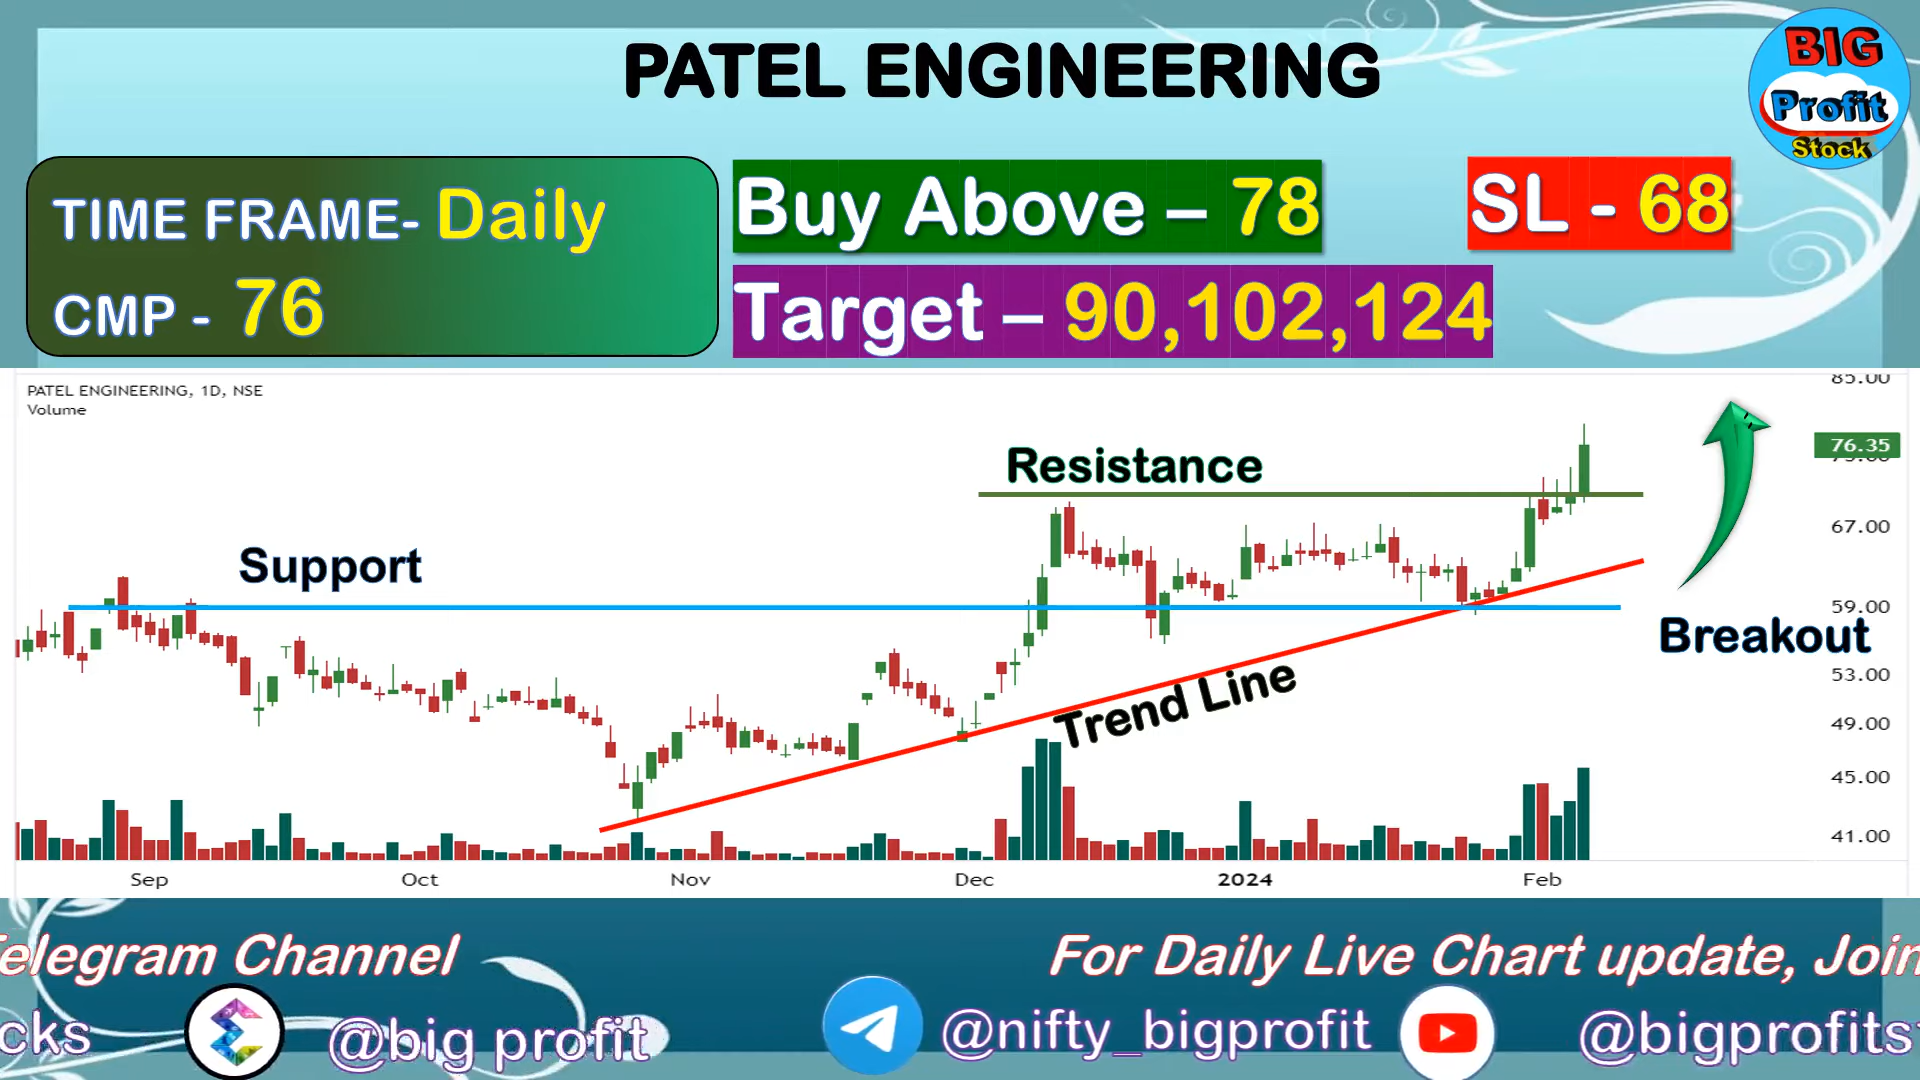 PATEL ENGINEERING
BIG
Profit
Stock
TIME FRAME- Daily
CMP - 76
Buy Above – 78
SL - 68
Target – 90,102,124
PATEL ENGINEERING, 1D, NSE
Volume
85.00
76.35
Resistance
67.00
Support
59.00
Breakout
53.00
Trend Line
49.00
45.00
41.00
Sep Oct Nov Dec 2024 Feb
elegram Channel
For Daily Live Chart update, Join
cks
@big profit
@nifty_bigprofit
@bigprofits